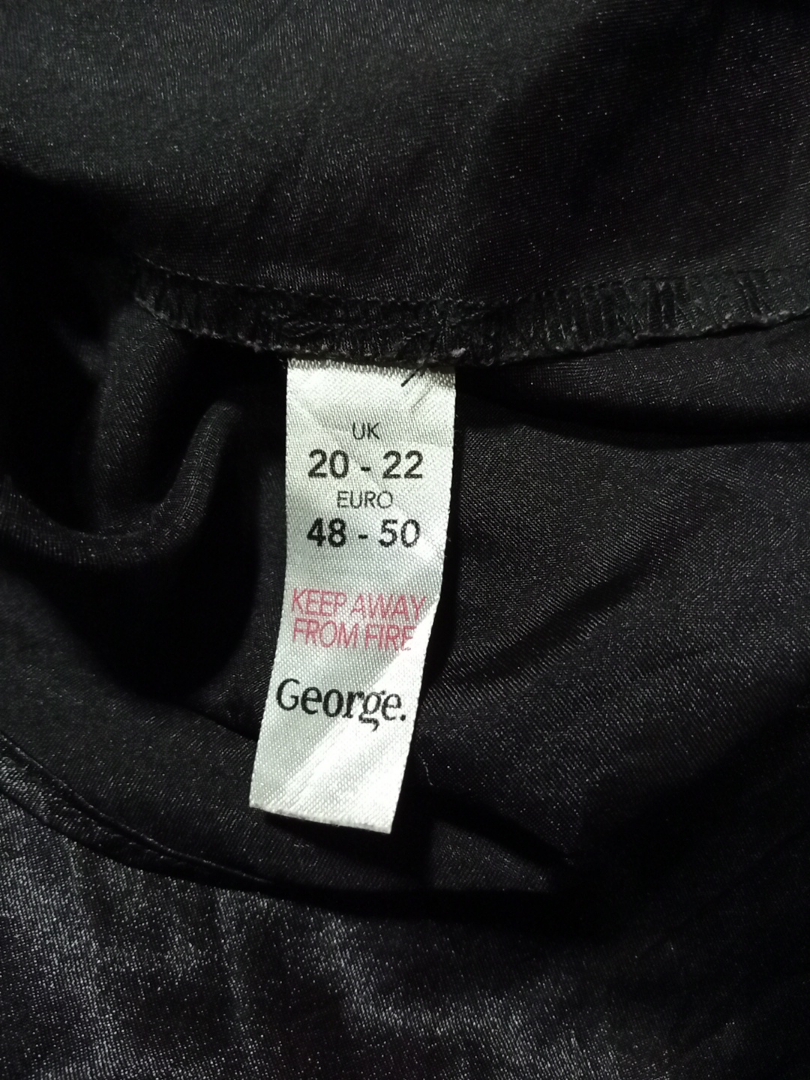 UK
20 - 22
EURO
48 - 50
KEEP AWAY
FROM FIRE
George.